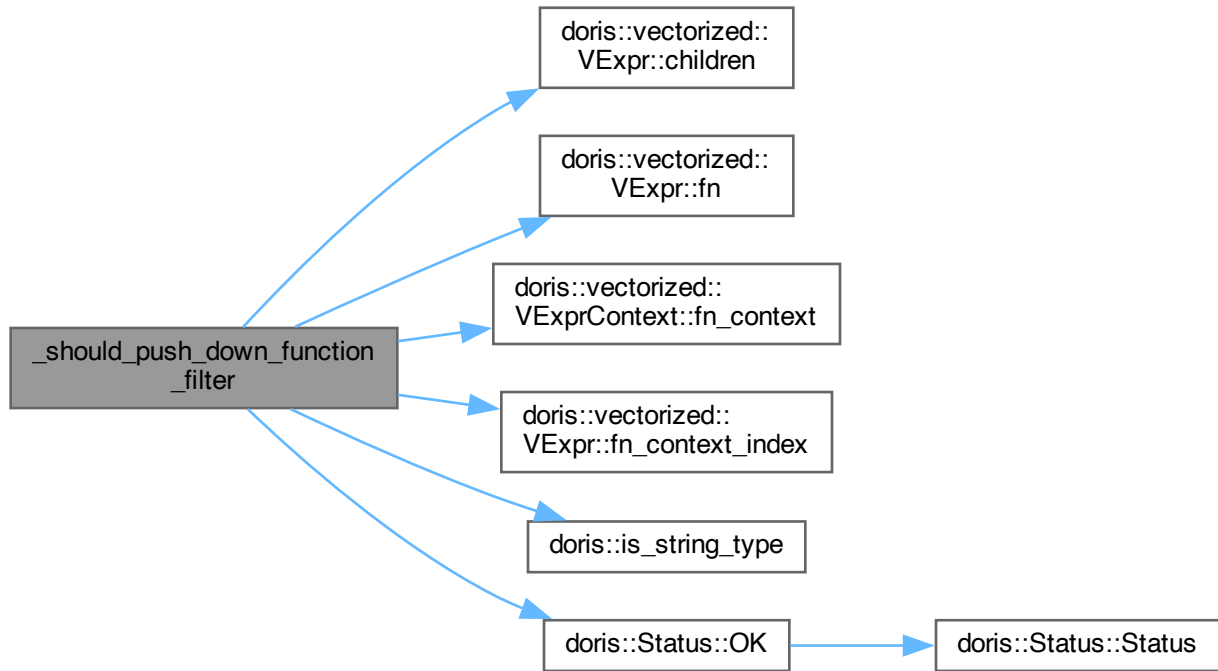 doris::vectorized::
VExpr::children
doris::vectorized::
VExpr::fn
doris::vectorized::
VExprContext::fn_context
_should_push_down_function
_filter
doris::vectorized::
VExpr::fn_context_index
doris::is_string_type
doris::Status::OK
doris::Status::Status